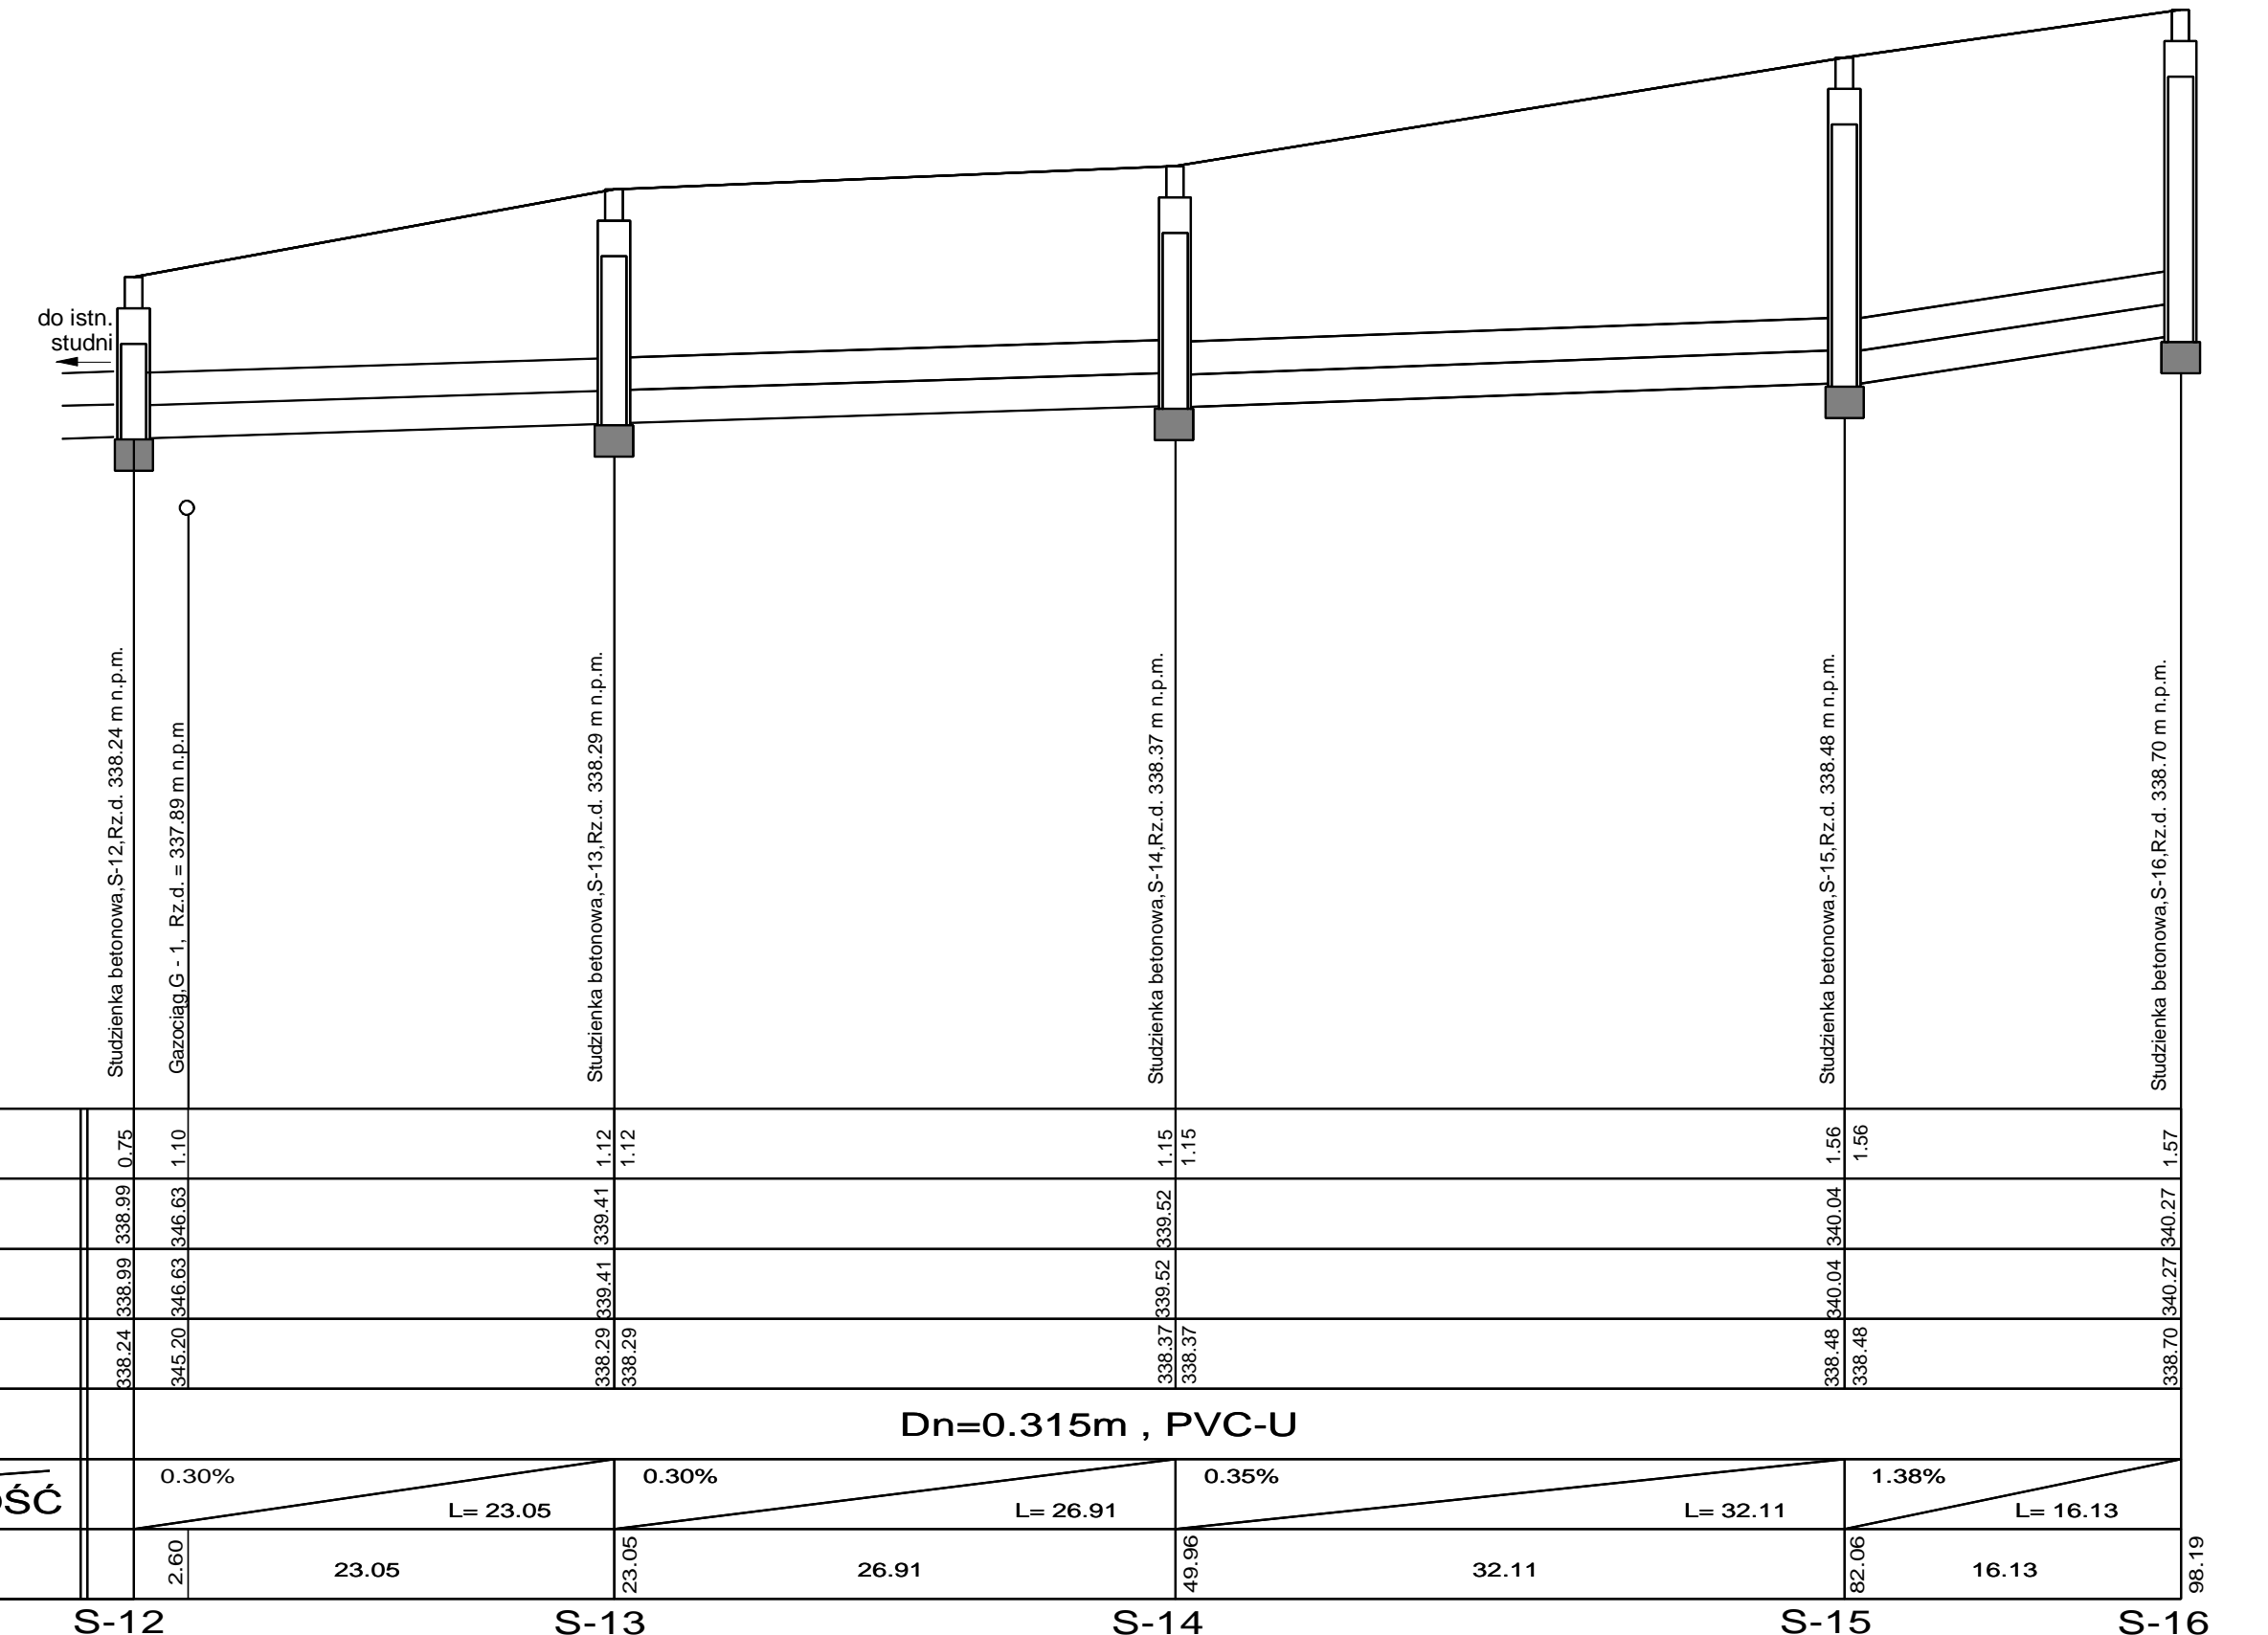 do istn.
studni
Studzienka betonowa,S-12,Rz.d. 338.24 m n.p.m.
Gazociąg,G - 1, Rz.d. = 337.89 m n.p.m
Studzienka betonowa,S-13,Rz.d. 338.29 m n.p.m.
Studzienka betonowa,S-14,Rz.d. 338.37 m n.p.m.
Studzienka betonowa,S-15,Rz.d. 338.48 m n.p.m.
Studzienka betonowa,S-16,Rz.d. 338.70 m n.p.m.
0.75 1.10 1.12 1.12 1.15 1.15 1.56 1.56 1.57
338.99 346.63 339.41 339.52 340.04 340.27
338.99 346.63 339.41 339.52 340.04 340.27
338.24 345.20 338.29 338.29 338.37 338.37 338.48 338.48 338.70
Dn=0.315m , PVC-U
0.30% 0.30% 0.35% 1.38%
ŚĆ L= 23.05 L= 26.91 L= 32.11 L= 16.13
2.60 23.05 23.05 26.91 49.96 32.11 82.06 16.13 98.19
S-12 S-13 S-14 S-15 S-16